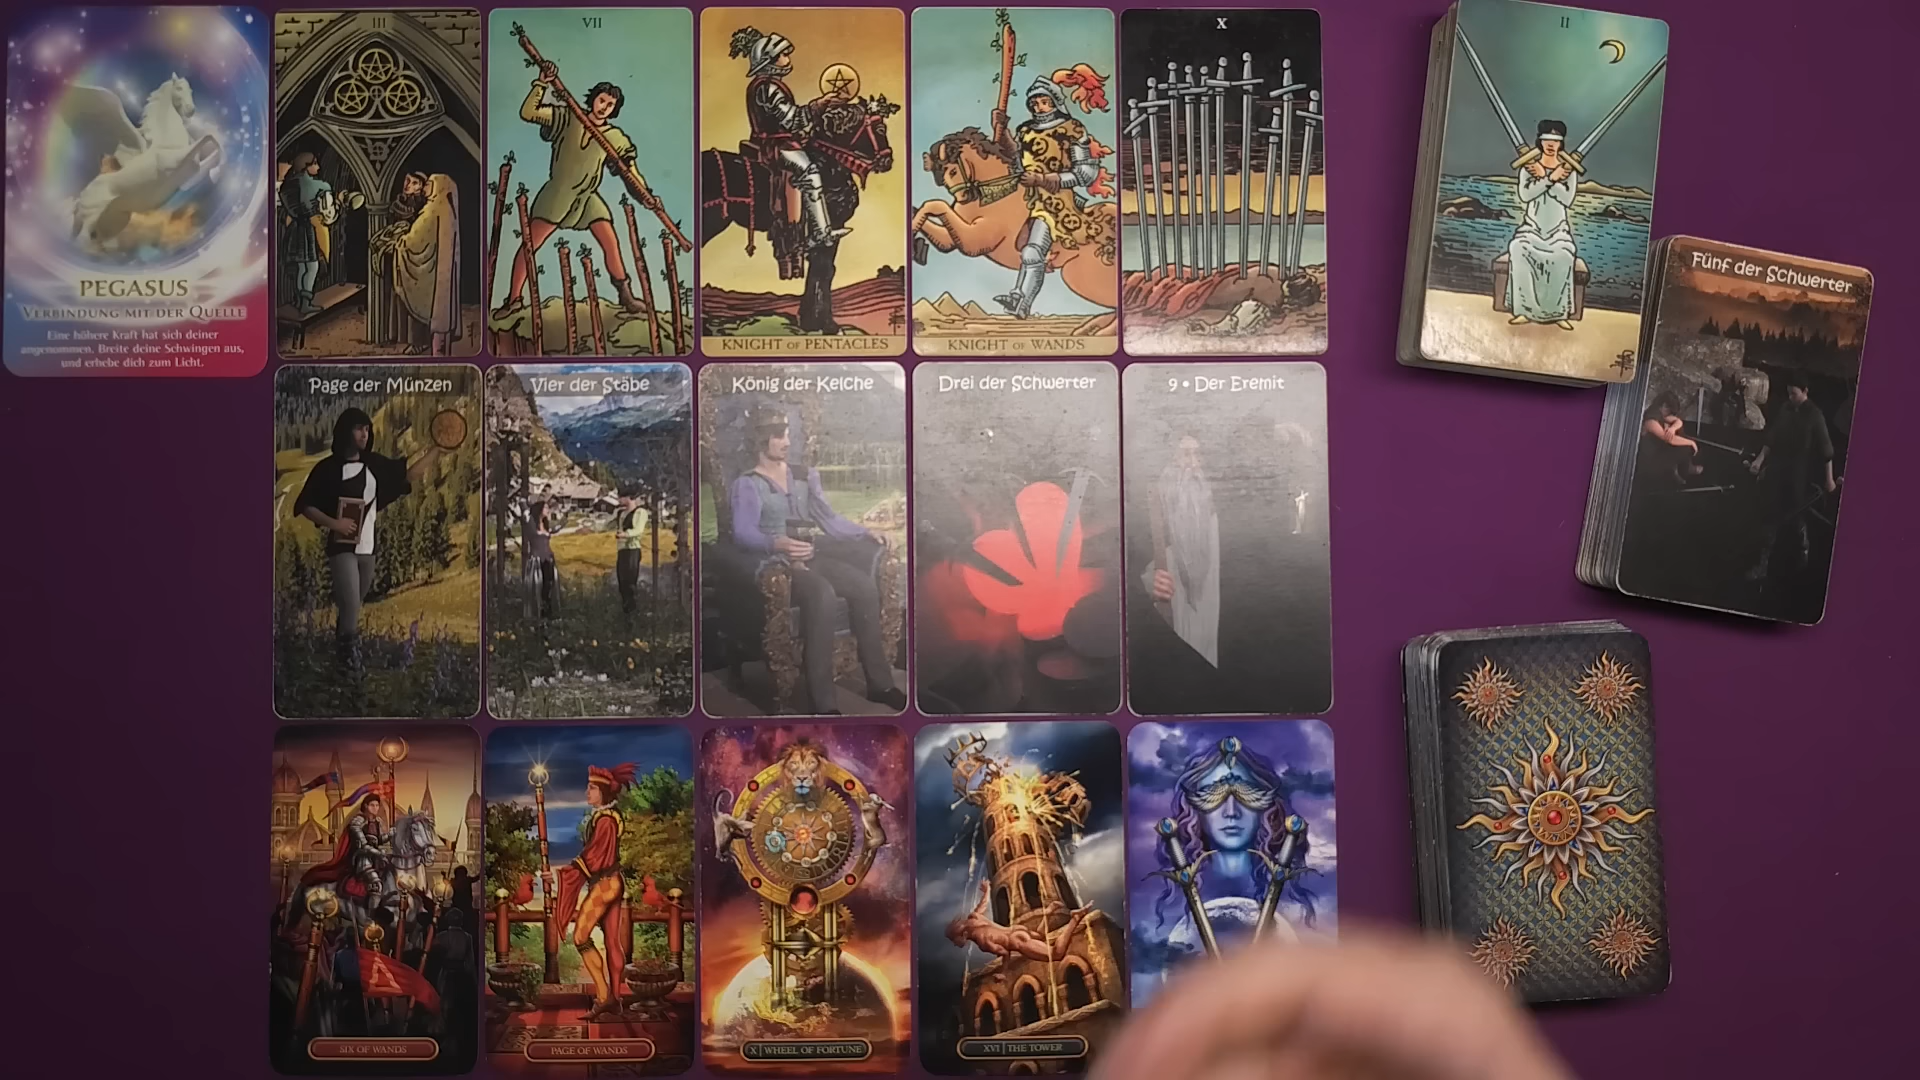 PEGASUS
VERBINDUNG MIT DER QUELLE
Eine höhere Kraft hat sich deiner
angenommen. Breite deine Schwingen aus,
und erhebe dich zum Licht.
III
VII
KNIGHT OF PENTACLES
KNIGHT OF WANDS
X
II
Fünf der Schwerter
Page der Münzen
Vier der Stäbe
König der Kelche
Drei der Schwerter
9 • Der Eremit
SIX OF WANDS
PAGE OF WANDS
X | WHEEL OF FORTUNE
XVI | THE TOWER